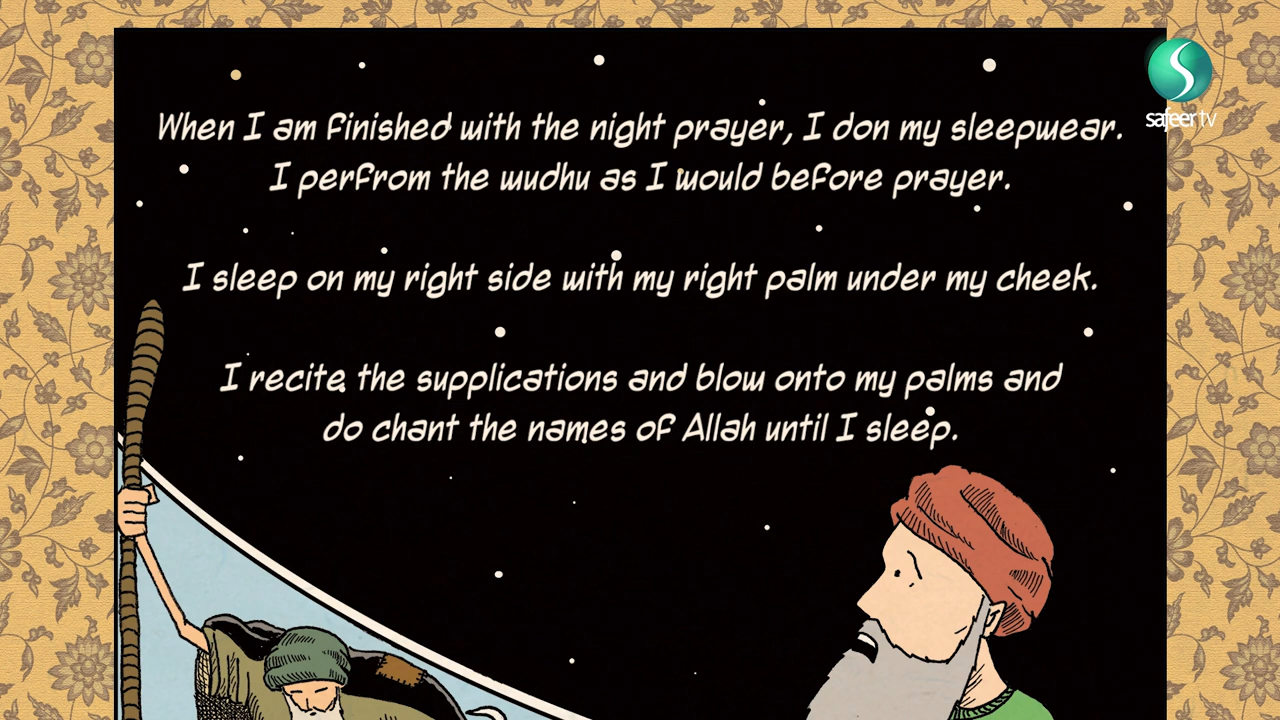 safeer tv
When I am finished with the night prayer, I don my sleepwear.
I perfrom the wudhu as I would before prayer.
I sleep on my right side with my right palm under my cheek.
I recite the supplications and blow onto my palms and
do chant the names of Allah until I sleep.